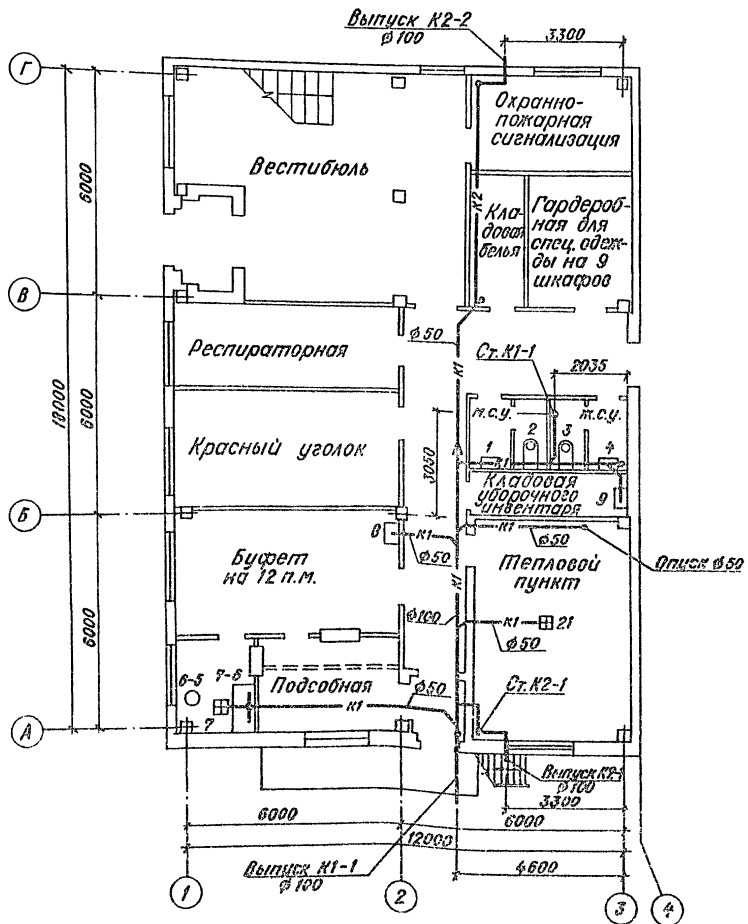 Выпуск К2-2
ф100
3300
Г
Охранно-
пожарная
сигнализация
Вестибюль
6000
К2
Кла-
довая
белья
Гардероб-
ная для
спец. одеж-
ды на 9
шкафов
В
ф50
Ст. К1-1
Респираторная
2035
К1
18000
6000
м.с.у.
ж.с.у.
3050
1
2
3
4
Красный уголок
К1
Кладовая
уборочного
инвентаря
9
Б
8
К1
К1
ф50
ф50
Опуск ф50
Буфет
на 12 п.м.
Тепловой
пункт
К1
6000
ф100
К1
21
ф50
6-5
7-6
Подсобная
ф50
Ст. К2-1
7
К1
А
Выпуск К2-1
ф100
3300
6000
6000
12000
Выпуск К1-1
ф100
4600
1
2
3
4